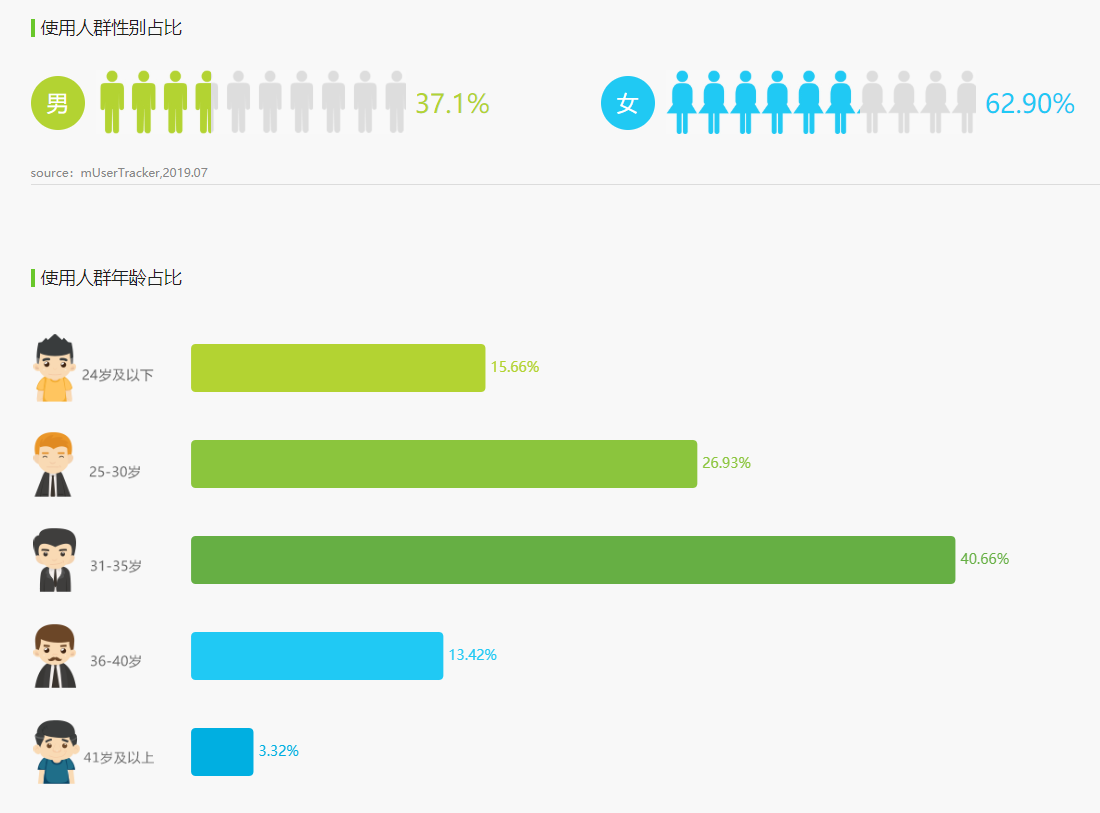 使用人群性别占比
男 37.1% 女 62.90%
source：mUserTracker,2019.07
使用人群年龄占比
24岁及以下 15.66%
25-30岁 26.93%
31-35岁 40.66%
36-40岁 13.42%
41岁及以上 3.32%